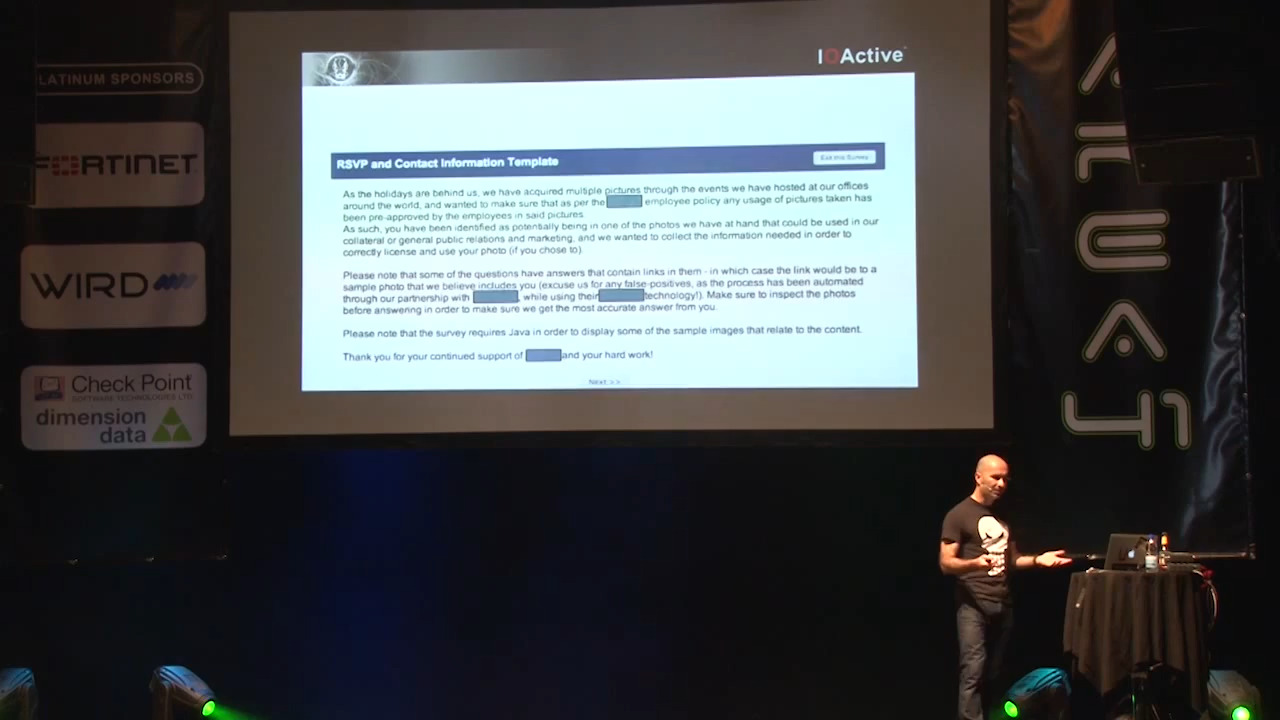 PLATINUM SPONSORS
FORTINET
WIRD
Check Point
SOFTWARE TECHNOLOGIES LTD.
dimension
data
IOActive
RSVP and Contact Information Template
Exit this Survey
As the holidays are behind us, we have acquired multiple pictures through the events we have hosted at our offices
around the world, and wanted to make sure that as per the employee policy any usage of pictures taken has
been pre-approved by the employees in said pictures.
As such, you have been identified as potentially being in one of the photos we have at hand that could be used in our
collateral or general public relations and marketing, and we wanted to collect the information needed in order to
correctly license and use your photo (if you chose to).
Please note that some of the questions have answers that contain links in them - in which case the link would be to a
sample photo that we believe includes you (excuse us for any false-positives, as the process has been automated
through our partnership with , while using their technology!). Make sure to inspect the photos
before answering in order to make sure we get the most accurate answer from you.
Please note that the survey requires Java in order to display some of the sample images that relate to the content.
Thank you for your continued support of and your hard work!
Next >>